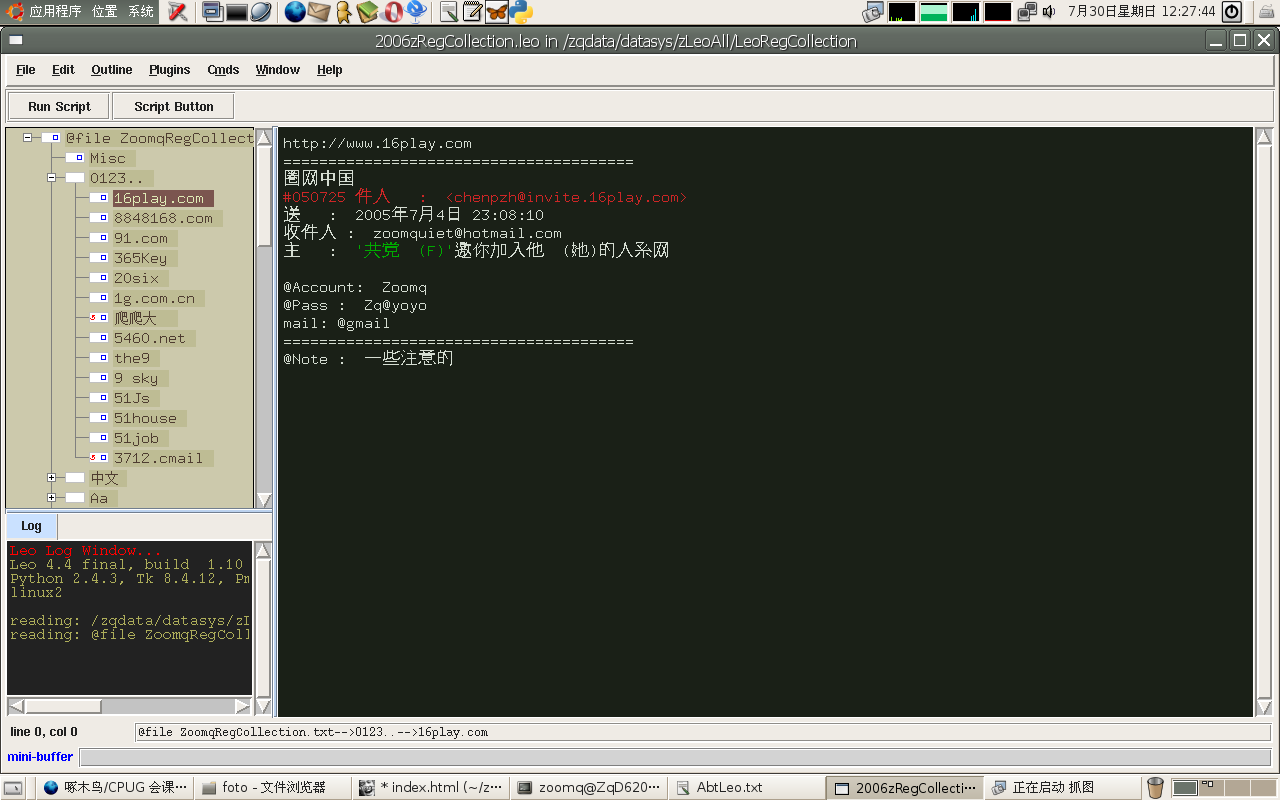 应用程序 位置 系统
7月30日星期日 12:27:44
2006zRegCollection.leo in /zqdata/datasys/zLeoAll/LeoRegCollection
File Edit Outline Plugins Cmds Window Help
Run Script Script Button
@file ZoomqRegCollect
Misc
0123..
16play.com
8848168.com
91.com
365Key
20six
1g.com.cn
爬爬大
5460.net
the9
9 sky
51Js
51house
51job
3712.cmail
中文
Aa
http://www.16play.com
=======================================
圈网中国
#050725 件人 : <chenpzh@invite.16play.com>
送 : 2005年7月4日 23:08:10
收件人 : zoomquiet@hotmail.com
主 : '共党 (F)'邀你加入他 (她)的人系网
@Account: Zoomq
@Pass : Zq@yoyo
mail: @gmail
=======================================
@Note : 一些注意的
Log
Leo Log Window...
Leo 4.4 final, build 1.10
Python 2.4.3, Tk 8.4.12, Pm
linux2
reading: /zqdata/datasys/zL
reading: @file ZoomqRegColl
line 0, col 0
@file ZoomqRegCollection.txt-->0123..-->16play.com
mini-buffer
啄木鸟/CPUG 会课··· foto - 文件浏览器 * index.html (~/z··· zoomq@ZqD620··· AbtLeo.txt 2006zRegCollecti··· 正在启动 抓图